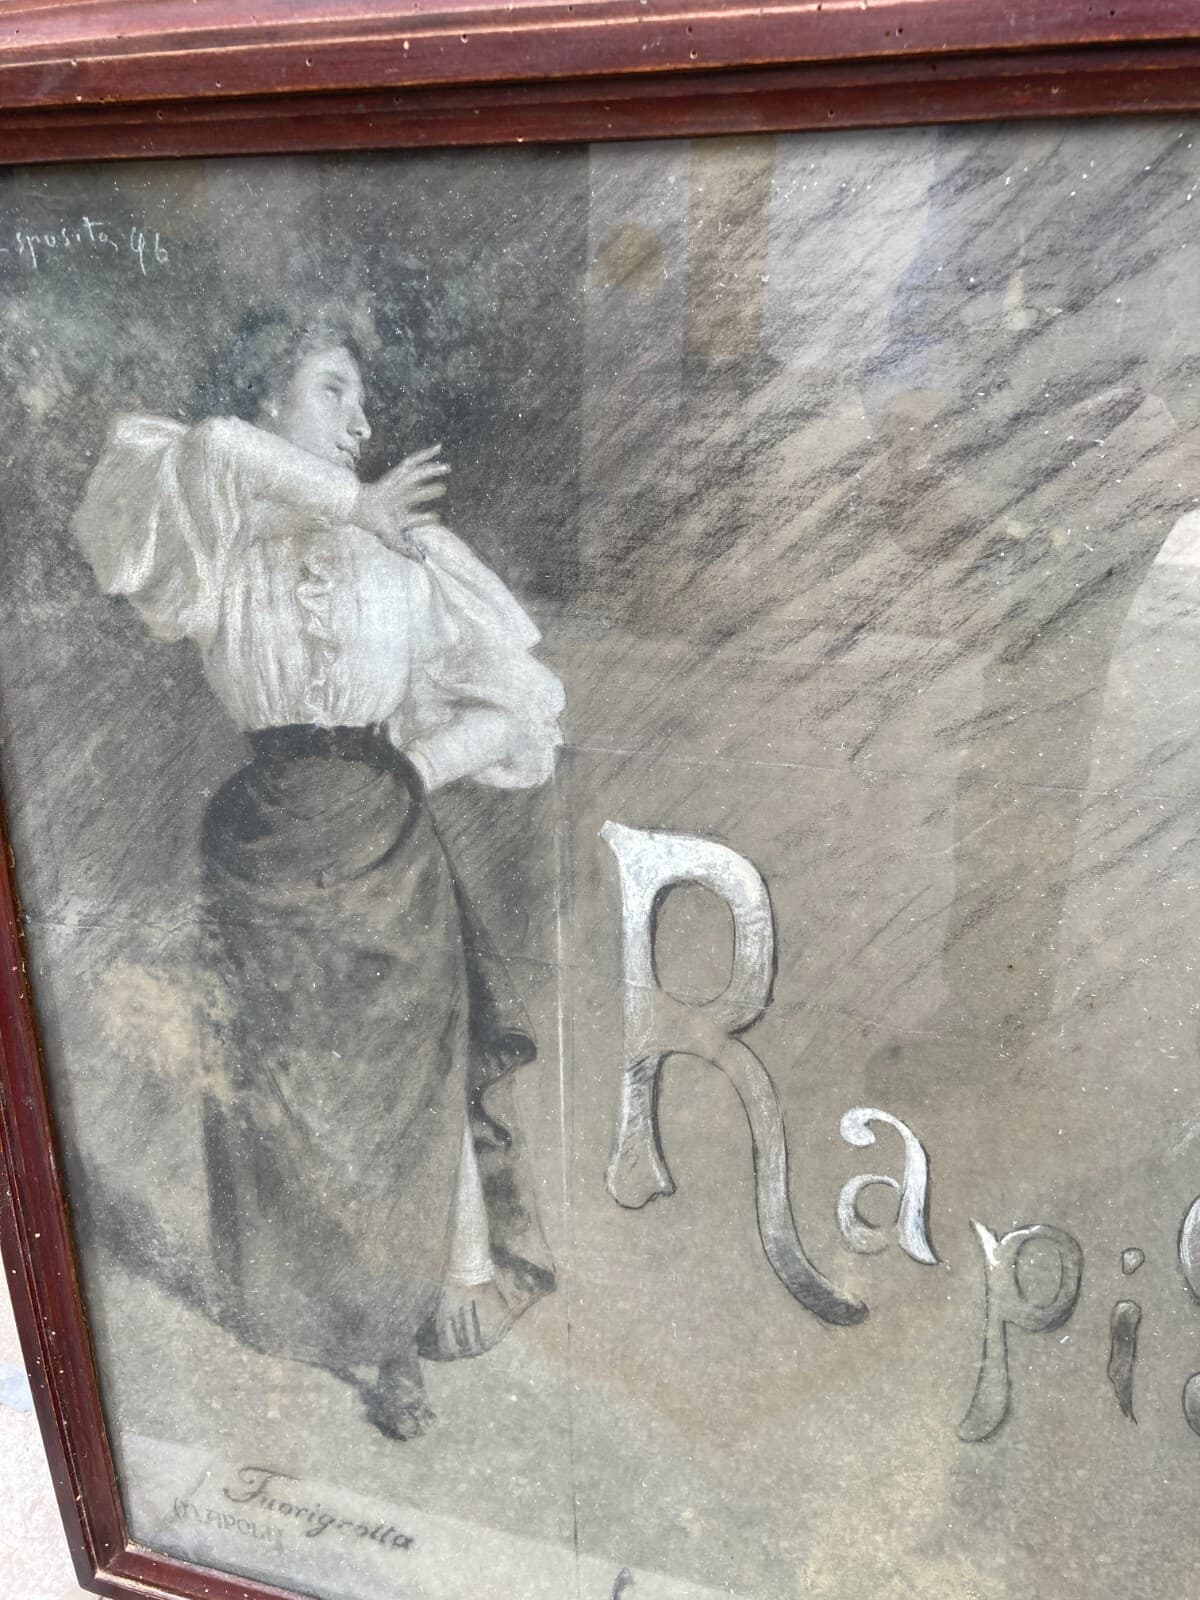 Esposito 96
Rapi
Fuorigrotta
(NAPOLI)